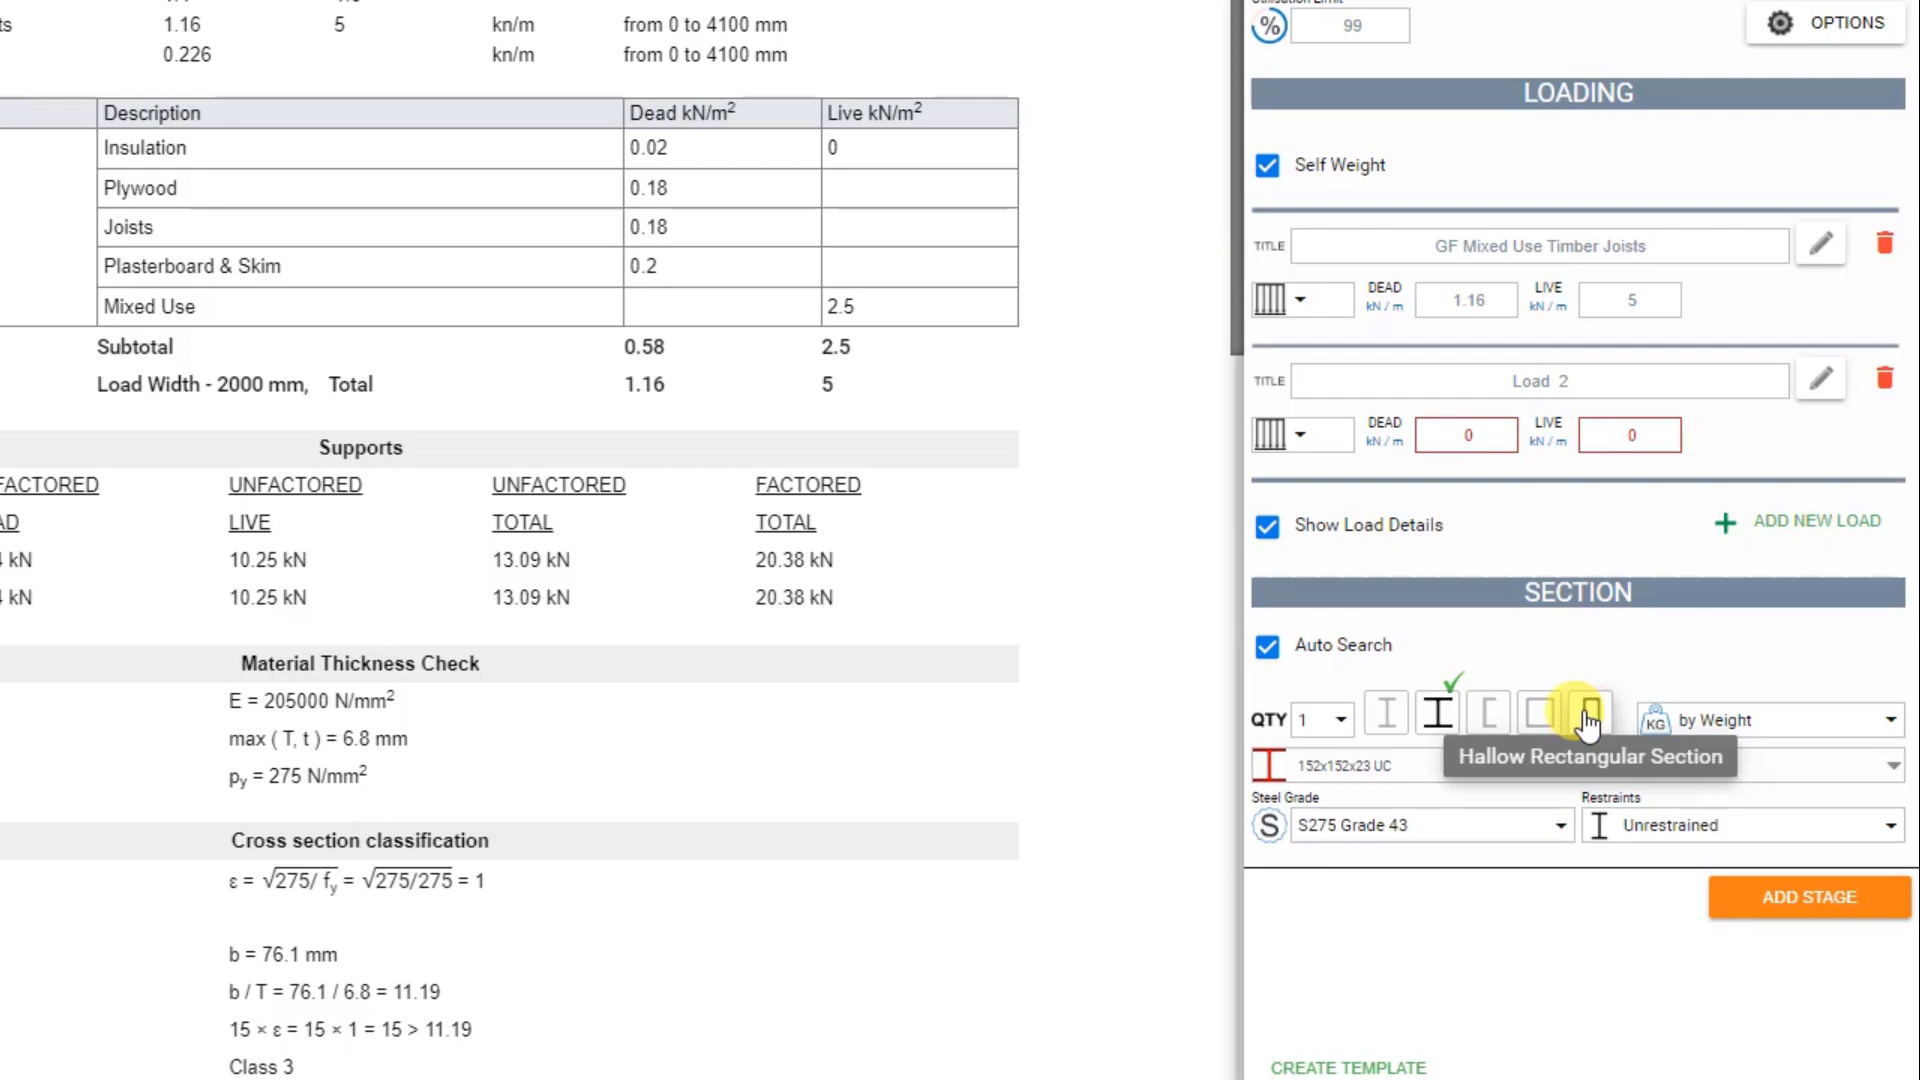 ts 1.16 5 kn/m from 0 to 4100 mm
0.226 kn/m from 0 to 4100 mm
Description Dead kN/m² Live kN/m²
Insulation 0.02 0
Plywood 0.18
Joists 0.18
Plasterboard & Skim 0.2
Mixed Use 2.5
Subtotal 0.58 2.5
Load Width - 2000 mm, Total 1.16 5
Supports
FACTORED UNFACTORED UNFACTORED FACTORED
AD LIVE TOTAL TOTAL
4 kN 10.25 kN 13.09 kN 20.38 kN
4 kN 10.25 kN 13.09 kN 20.38 kN
Material Thickness Check
E = 205000 N/mm²
max ( T, t ) = 6.8 mm
py = 275 N/mm²
Cross section classification
ε = √275/ fy = √275/275 = 1
b = 76.1 mm
b / T = 76.1 / 6.8 = 11.19
15 × ε = 15 × 1 = 15 > 11.19
Class 3
% 99
OPTIONS
LOADING
Self Weight
TITLE GF Mixed Use Timber Joists
DEAD kN / m 1.16 LIVE kN / m 5
TITLE Load 2
DEAD kN / m 0 LIVE kN / m 0
Show Load Details
+ ADD NEW LOAD
SECTION
Auto Search
QTY 1 KG by Weight
Hallow Rectangular Section
152x152x23 UC
Steel Grade Restraints
S S275 Grade 43 Unrestrained
ADD STAGE
CREATE TEMPLATE